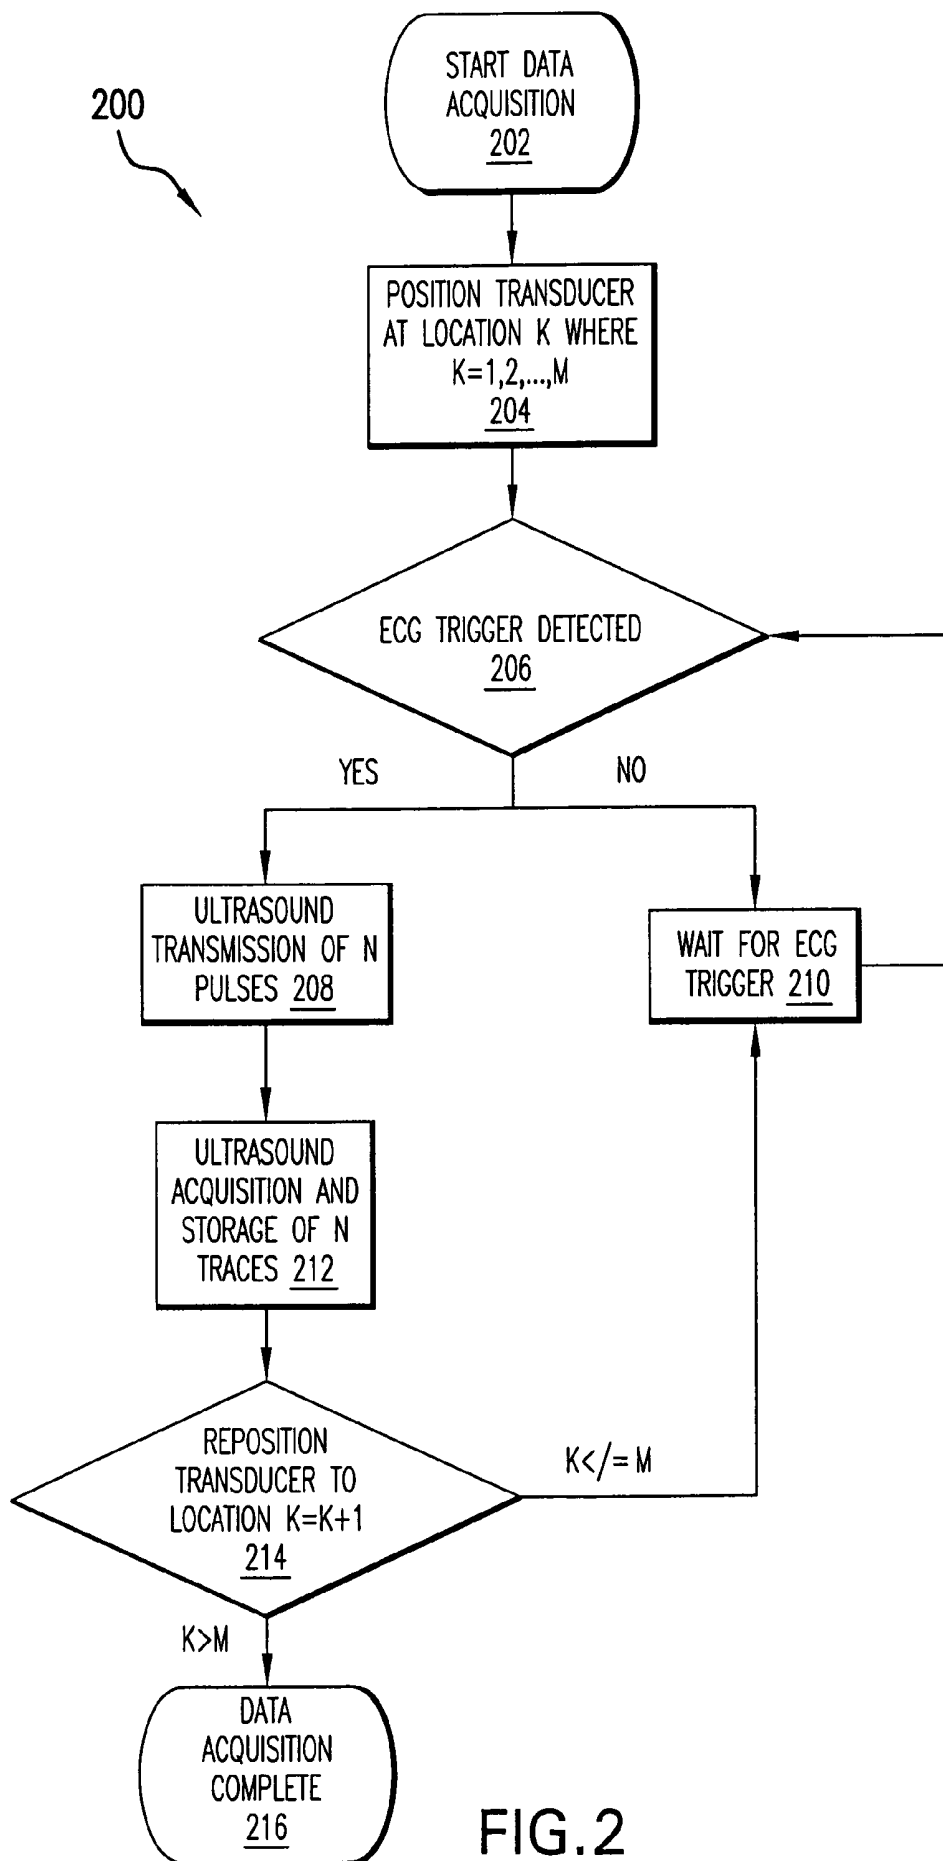 200
START DATA
ACQUISITION
202
POSITION TRANSDUCER
AT LOCATION K WHERE
K=1,2,...,M
204
ECG TRIGGER DETECTED
206
YES
NO
ULTRASOUND
TRANSMISSION OF N
PULSES 208
WAIT FOR ECG
TRIGGER 210
ULTRASOUND
ACQUISITION AND
STORAGE OF N
TRACES 212
REPOSITION
TRANSDUCER TO
LOCATION K=K+1
214
K</=M
K>M
DATA
ACQUISITION
COMPLETE
216
FIG.2